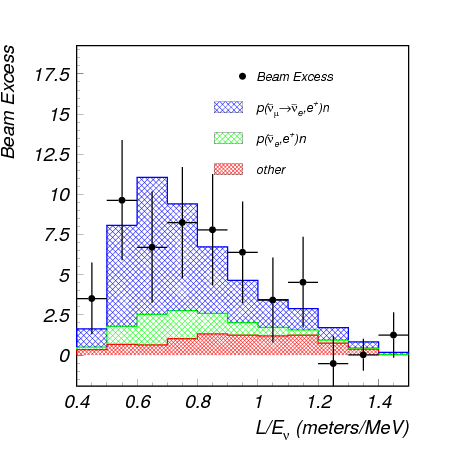 Beam Excess
17.5
15
12.5
10
7.5
5
2.5
0
Beam Excess
p(ν̄μ→ν̄e,e⁺)n
p(ν̄e,e⁺)n
other
0.4 0.6 0.8 1 1.2 1.4
L/Eν (meters/MeV)